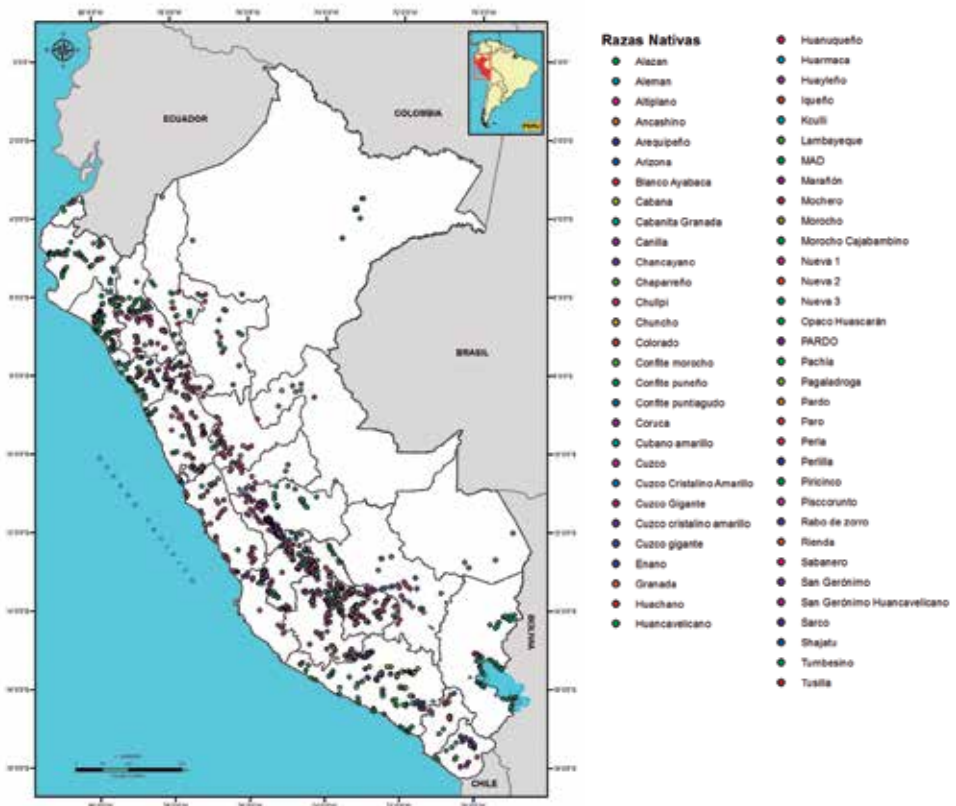 ECUADOR
COLOMBIA
PERU
BRASIL
BOLIVIA
CHILE
Razas Nativas
Alazan
Aleman
Altiplano
Ancashino
Arequipeño
Arizona
Blanco Ayabaca
Cabana
Cabanita Granada
Canilla
Chancayano
Chaparreño
Chullpi
Chuncho
Colorado
Confite morocho
Confite puneño
Confite puntiagudo
Coruca
Cubano amarillo
Cuzco
Cuzco Cristalino Amarillo
Cuzco Gigante
Cuzco cristalino amarillo
Cuzco gigante
Enano
Granada
Huachano
Huancavelicano
Huanuqueño
Huarmaca
Huayleño
Iqueño
Kculli
Lambayeque
MAD
Marañón
Mochero
Morocho
Morocho Cajabambino
Nueva 1
Nueva 2
Nueva 3
Opaco Huascarán
PARDO
Pachia
Pagaladroga
Pardo
Paro
Perla
Perlilla
Piricinco
Pisccorunto
Rabo de zorro
Rienda
Sabanero
San Gerónimo
San Gerónimo Huancavelicano
Sarco
Shajatu
Tumbesino
Tusilla